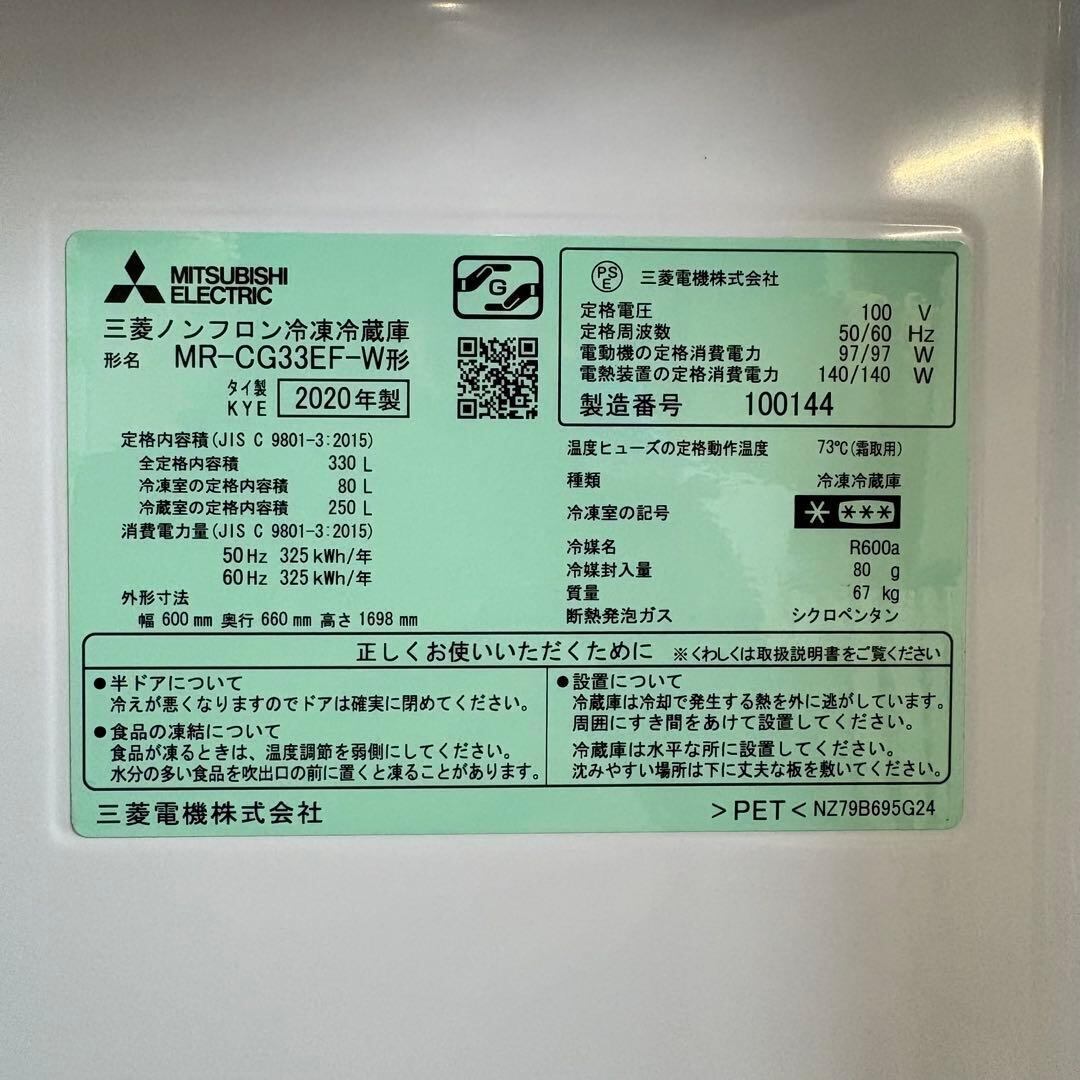 MITSUBISHI
ELECTRIC
三菱ノンフロン冷凍冷蔵庫
形名 MR-CG33EF-W形
タイ製
KYE 2020年製
G
PSE 三菱電機株式会社
定格電圧 100 V
定格周波数 50/60 Hz
電動機の定格消費電力 97/97 W
電熱装置の定格消費電力 140/140 W
製造番号 100144
定格内容積(JIS C 9801-3:2015)
全定格内容積 330 L
冷凍室の定格内容積 80 L
冷蔵室の定格内容積 250 L
消費電力量(JIS C 9801-3:2015)
50 Hz 325 kWh/年
60 Hz 325 kWh/年
外形寸法
幅 600 mm 奥行 660 mm 高さ 1698 mm
温度ヒューズの定格動作温度 73℃(霜取用)
種類 冷凍冷蔵庫
冷凍室の記号 * ***
冷媒名 R600a
冷媒封入量 80 g
質量 67 kg
断熱発泡ガス シクロペンタン
正しくお使いいただくために ※くわしくは取扱説明書をご覧ください
●半ドアについて
冷えが悪くなりますのでドアは確実に閉めてください。
●食品の凍結について
食品が凍るときは、温度調節を弱側にしてください。
水分の多い食品を吹出口の前に置くと凍ることがあります。
●設置について
冷蔵庫は冷却で発生する熱を外に逃がしています。
周囲にすき間をあけて設置してください。
冷蔵庫は水平な所に設置してください。
沈みやすい場所は下に丈夫な板を敷いてください。
三菱電機株式会社
>PET< NZ79B695G24